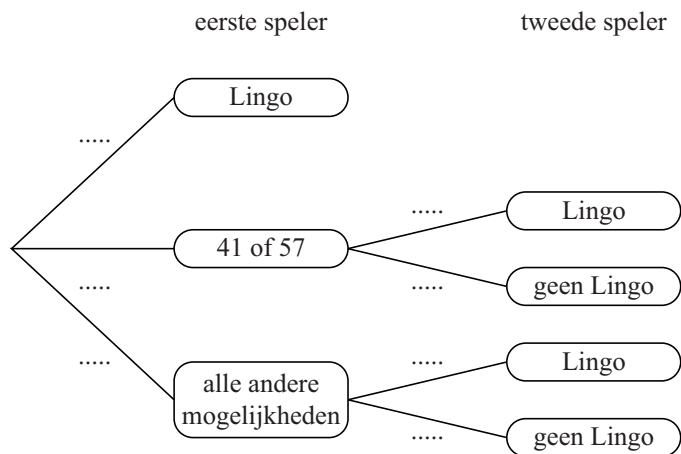 eerste speler
tweede speler
Lingo
.....
.....
Lingo
41 of 57
.....
.....
geen Lingo
.....
.....
Lingo
alle andere
mogelijkheden
.....
geen Lingo